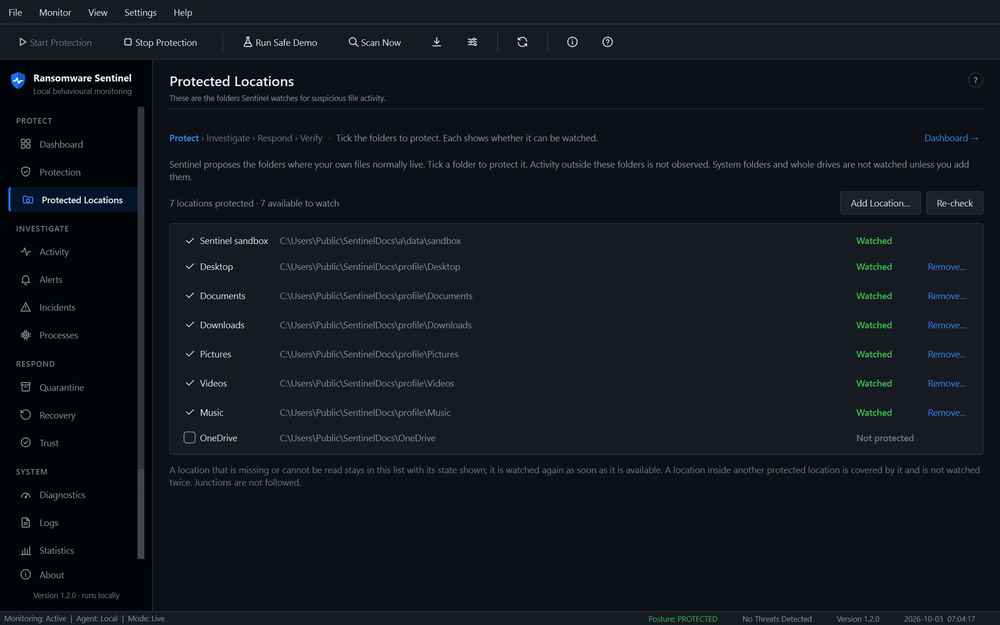 File Monitor View Settings Help
Start Protection Stop Protection Run Safe Demo Scan Now
Ransomware Sentinel
Local behavioural monitoring
PROTECT
Dashboard
Protection
Protected Locations
INVESTIGATE
Activity
Alerts
Incidents
Processes
RESPOND
Quarantine
Recovery
Trust
SYSTEM
Diagnostics
Logs
Statistics
About
Version 1.2.0 · runs locally
Protected Locations
?
These are the folders Sentinel watches for suspicious file activity.
Protect › Investigate › Respond › Verify · Tick the folders to protect. Each shows whether it can be watched.
Dashboard →
Sentinel proposes the folders where your own files normally live. Tick a folder to protect it. Activity outside these folders is not observed. System folders and whole drives are not watched unless you add
them.
7 locations protected · 7 available to watch
Add Location... Re-check
Sentinel sandbox C:\Users\Public\SentinelDocs\a\data\sandbox Watched
Desktop C:\Users\Public\SentinelDocs\profile\Desktop Watched Remove...
Documents C:\Users\Public\SentinelDocs\profile\Documents Watched Remove...
Downloads C:\Users\Public\SentinelDocs\profile\Downloads Watched Remove...
Pictures C:\Users\Public\SentinelDocs\profile\Pictures Watched Remove...
Videos C:\Users\Public\SentinelDocs\profile\Videos Watched Remove...
Music C:\Users\Public\SentinelDocs\profile\Music Watched Remove...
OneDrive C:\Users\Public\SentinelDocs\OneDrive Not protected
A location that is missing or cannot be read stays in this list with its state shown; it is watched again as soon as it is available. A location inside another protected location is covered by it and is not watched
twice. Junctions are not followed.
Monitoring: Active | Agent: Local | Mode: Live
Posture: PROTECTED No Threats Detected Version 1.2.0 2026-10-03 07:04:17